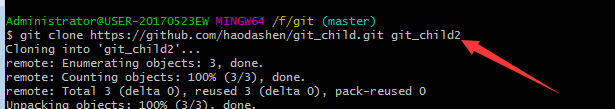 Administrator@USER-20170523EW MINGW64 /f/git (master)
$ git clone https://github.com/haodashen/git_child.git git_child2
Cloning into 'git_child2'...
remote: Enumerating objects: 3, done.
remote: Counting objects: 100% (3/3), done.
remote: Total 3 (delta 0), reused 3 (delta 0), pack-reused 0
Unpacking objects: 100% (3/3), done.